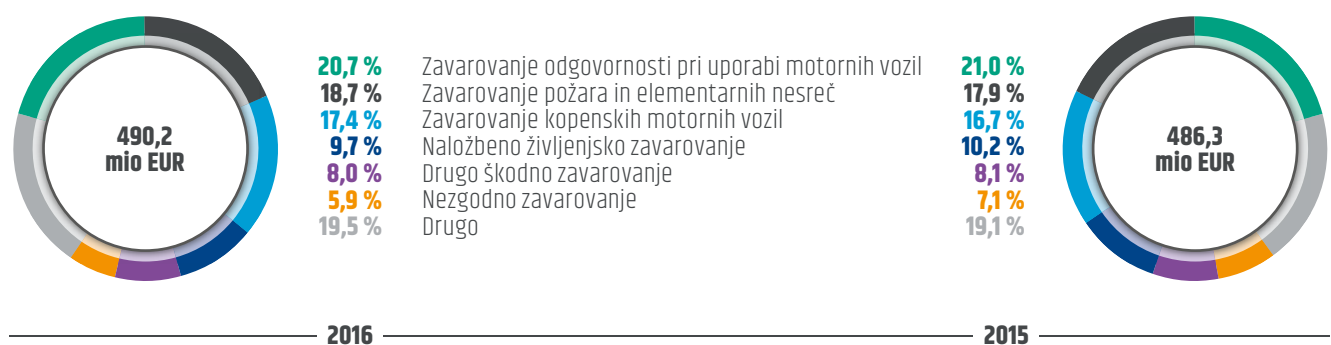 490,2
mio EUR
20,7 % Zavarovanje odgovornosti pri uporabi motornih vozil 21,0 %
18,7 % Zavarovanje požara in elementarnih nesreč 17,9 %
17,4 % Zavarovanje kopenskih motornih vozil 16,7 %
9,7 % Naložbeno življenjsko zavarovanje 10,2 %
8,0 % Drugo škodno zavarovanje 8,1 %
5,9 % Nezgodno zavarovanje 7,1 %
19,5 % Drugo 19,1 %
486,3
mio EUR
2016 2015